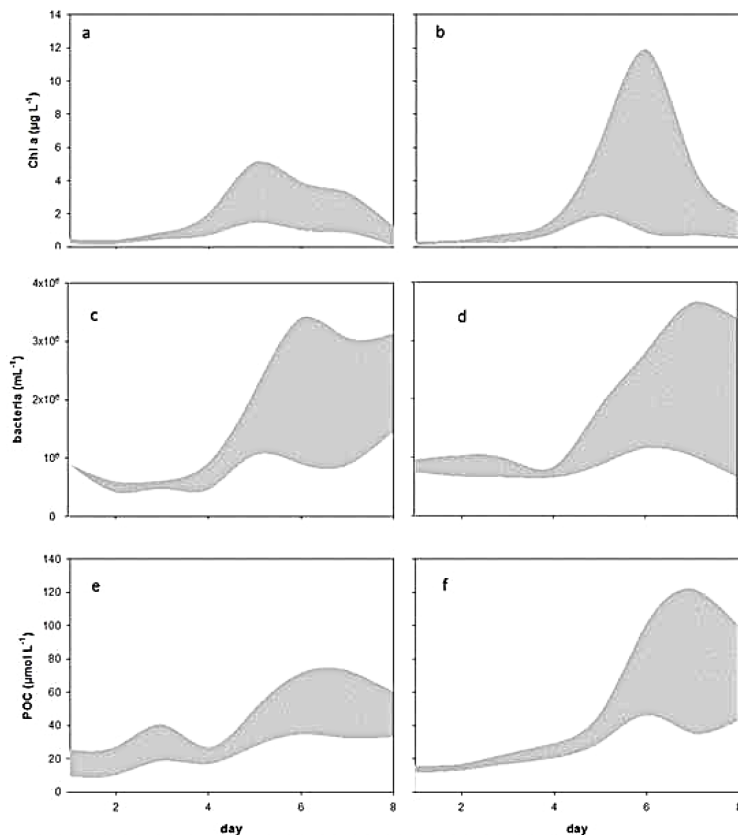 14
12
10
8
6
4
2
0
Chl a (µg L⁻¹)
a
b
4x10⁶
3x10⁶
2x10⁶
10⁶
0
bacteria (mL⁻¹)
c
d
140
120
100
80
60
40
20
0
POC (µmol L⁻¹)
e
f
2 4 6 8
2 4 6 8
day
day